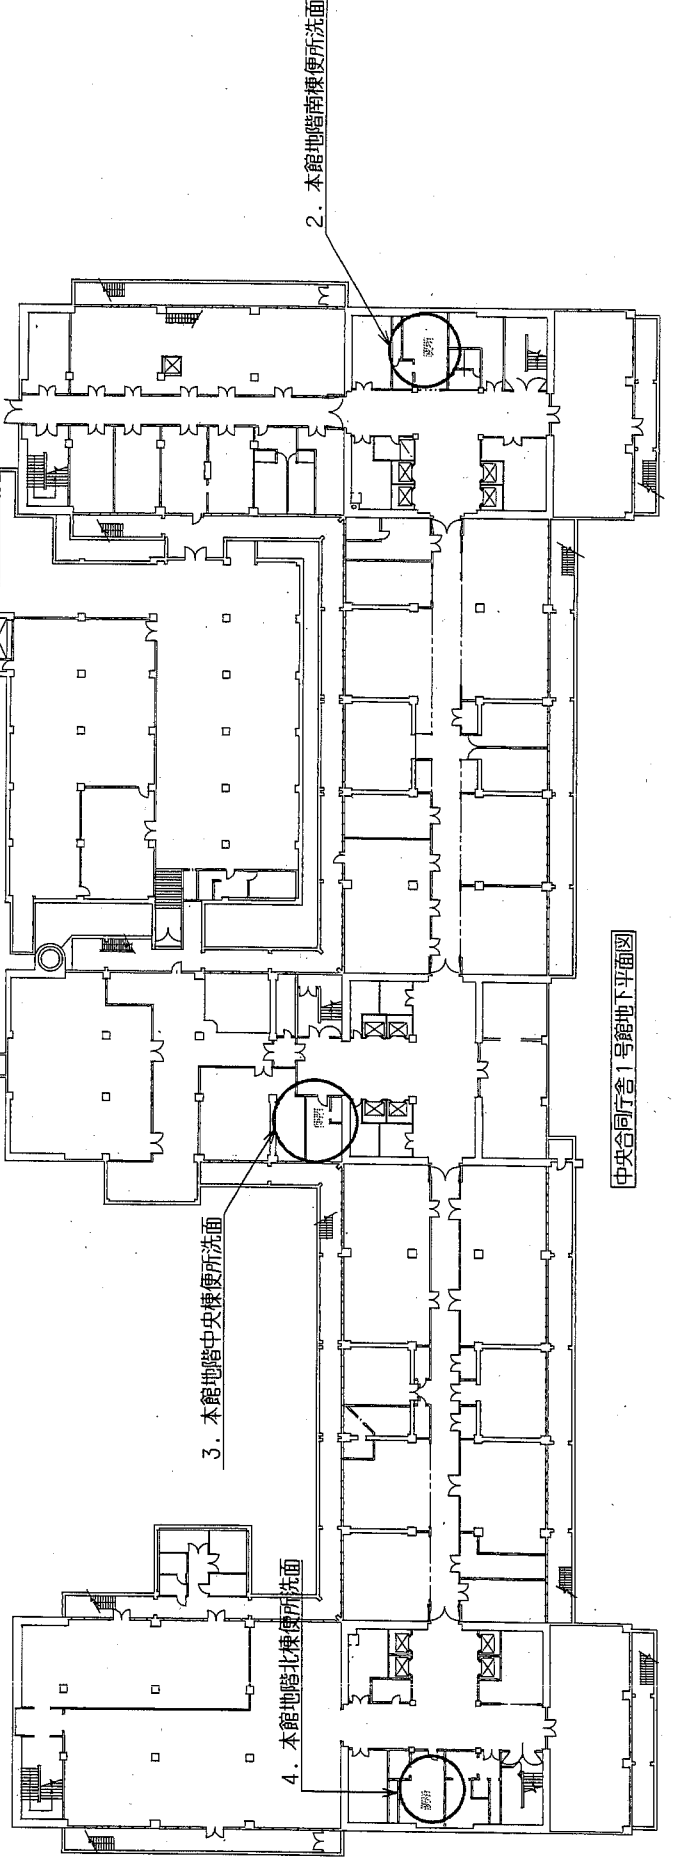 2. 本館地階南棟便所洗面
3. 本館地階中央棟便所洗面
4. 本館地階北棟便所洗面
中央合同庁舎1号館地下平面図